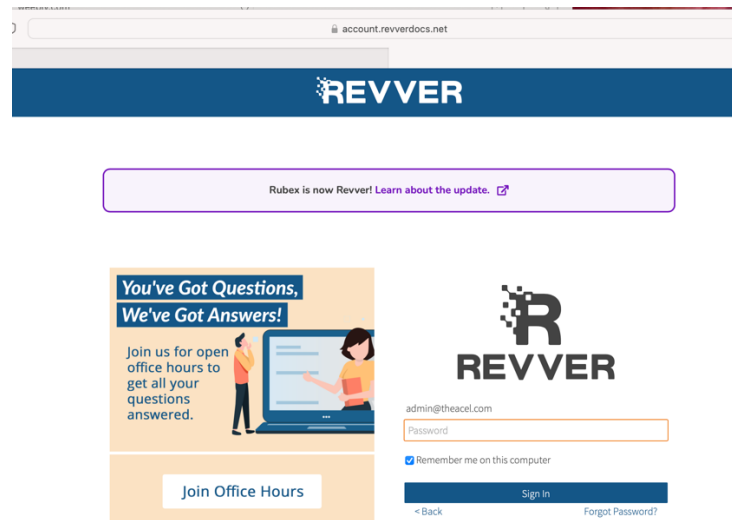 account.revverdocs.net
REVVER
Rubex is now Revver! Learn about the update.
You've Got Questions,
We've Got Answers!
Join us for open
office hours to
get all your
questions
answered.
Join Office Hours
REVVER
admin@theacel.com
Password
Remember me on this computer
Sign In
< Back
Forgot Password?